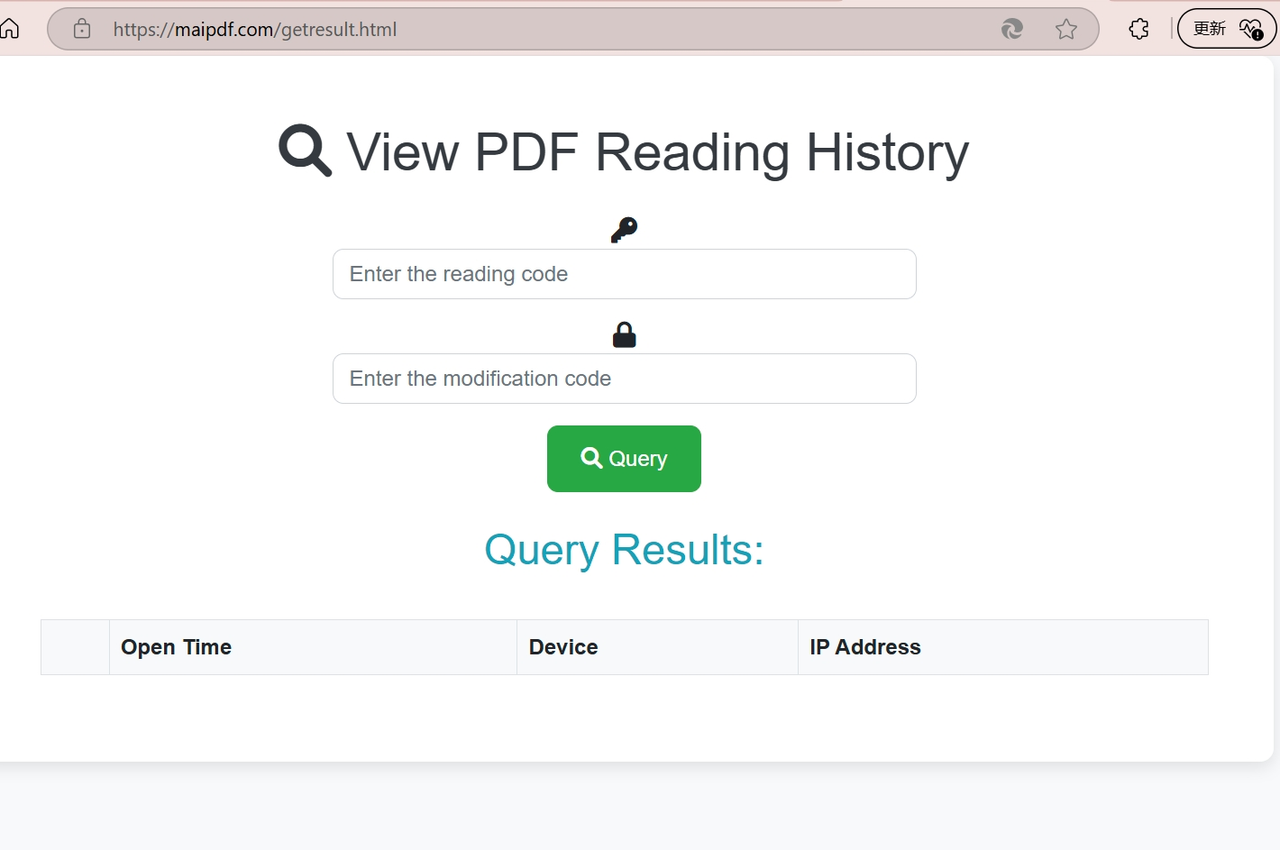 https://maipdf.com/getresult.html
更新
View PDF Reading History
Enter the reading code
Enter the modification code
Query
Query Results:
Open Time Device IP Address